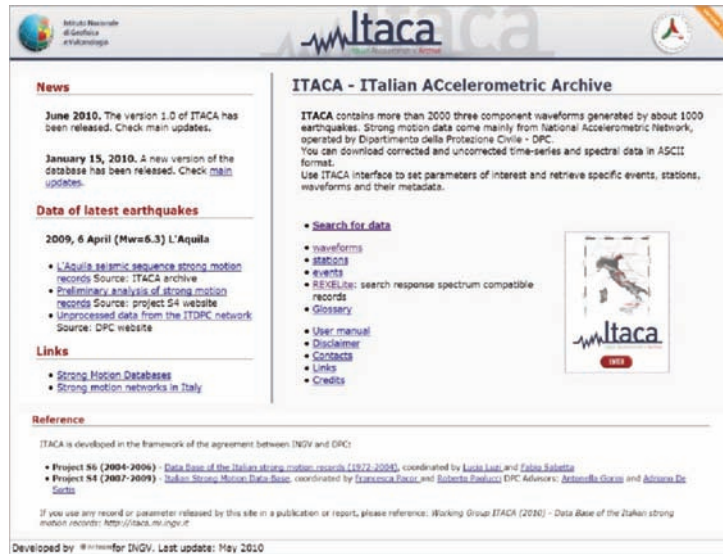 Istituto Nazionale
di Geofisica
e Vulcanologia
Itaca
News
June 2010. The version 1.0 of ITACA has
been released. Check main updates.
January 15, 2010. A new version of the
database has been released. Check main
updates.
Data of latest earthquakes
2009, 6 April (Mw=6.3) L'Aquila
• L'Aquila seismic sequence strong motion
records Source: ITACA archive
• Preliminary analysis of strong motion
records Source: project S4 website
• Unprocessed data from the ITDPC network
Source: DPC website
Links
• Strong Motion Databases
• Strong motion networks in Italy
ITACA - ITalian ACcelerometric Archive
ITACA contains more than 2000 three component waveforms generated by about 1000
earthquakes. Strong motion data come mainly from National Accelerometric Network,
operated by Dipartimento della Protezione Civile - DPC.
You can download corrected and uncorrected time-series and spectral data in ASCII
format.
Use ITACA interface to set parameters of interest and retrieve specific events, stations,
waveforms and their metadata.
• Search for data
• waveforms
• stations
• events
• REXELite: search response spectrum compatible
records
• Glossary
• User manual
• Disclaimer
• Contacts
• Links
• Credits
Itaca
ENTER
Reference
ITACA is developed in the framework of the agreement between INGV and DPC:
• Project S6 (2004-2006) - Data Base of the Italian strong motion records (1972-2004), coordinated by Lucia Luzi and Fabio Sabetta
• Project S4 (2007-2009) - Italian Strong Motion Data-Base, coordinated by Francesca Pacor and Roberto Paolucci DPC Advisors: Antonella Gorini and Adriano De
Sortis
If you use any record or parameter released by this site in a publication or report, please reference: Working Group ITACA (2010) - Data Base of the Italian strong
motion records: http://itaca.mi.ingv.it
Developed by for INGV. Last update: May 2010